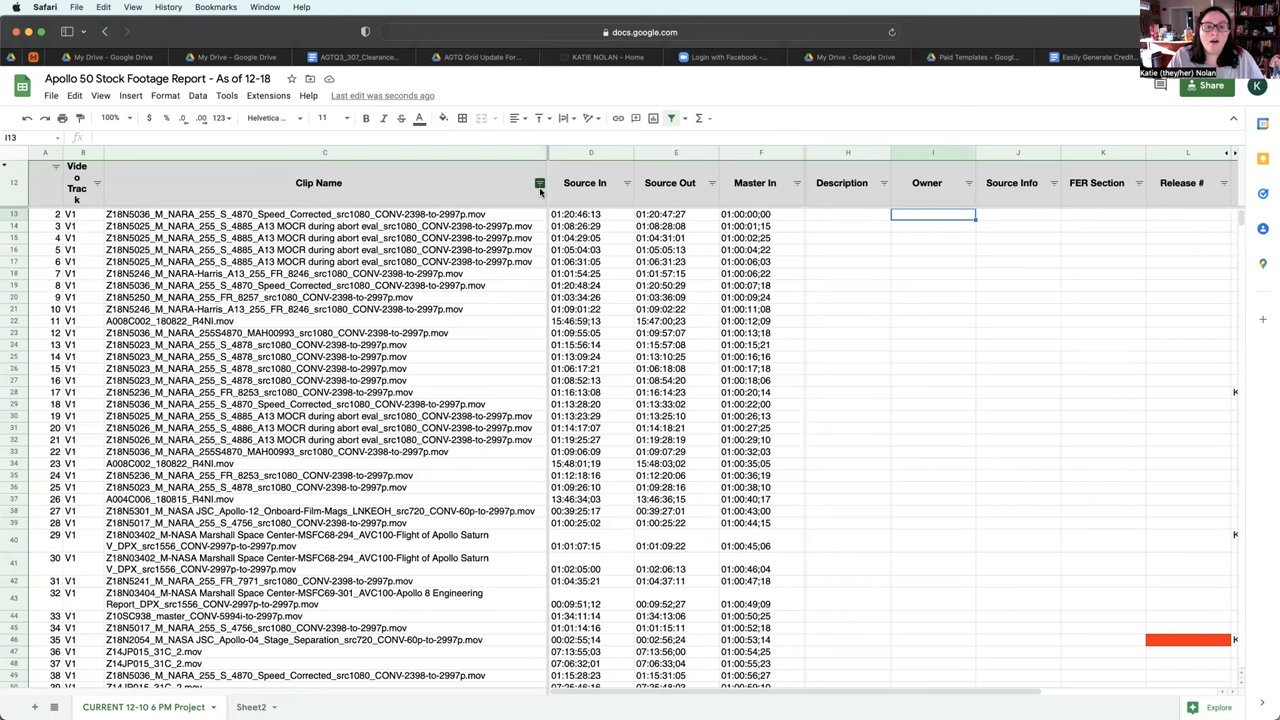 Safari File Edit View History Bookmarks Window Help
docs.google.com
My Drive – Google Drive My Drive – Google Drive AGTQ3_307_Clearance... AGTQ Grid Update For... KATIE NOLAN - Home Login with Facebook -... My Drive – Google Drive Paid Templates – Googl... Easily Generate Credit...
Katie (they/her) Nolan
Apollo 50 Stock Footage Report - As of 12-18
File Edit View Insert Format Data Tools Extensions Help Last edit was seconds ago
Share K
100% $ % .0 .00 123 Helvetica ... 11 B I S A
I13 fx
A B C D E F H I J K L
12 Video Track Clip Name Source In Source Out Master In Description Owner Source Info FER Section Release #
13 2 V1 Z18N5036_M_NARA_255_S_4870_Speed_Corrected_src1080_CONV-2398-to-2997p.mov 01:20:46:13 01:20:47:27 01:00:00;00
14 3 V1 Z18N5025_M_NARA_255_S_4885_A13 MOCR during abort eval_src1080_CONV-2398-to-2997p.mov 01:08:26:29 01:08:28:08 01:00:01;15
15 4 V1 Z18N5025_M_NARA_255_S_4885_A13 MOCR during abort eval_src1080_CONV-2398-to-2997p.mov 01:04:29:05 01:04:31:01 01:00:02;25
16 5 V1 Z18N5025_M_NARA_255_S_4885_A13 MOCR during abort eval_src1080_CONV-2398-to-2997p.mov 01:05:04:03 01:05:05:13 01:00:04;22
17 6 V1 Z18N5025_M_NARA_255_S_4885_A13 MOCR during abort eval_src1080_CONV-2398-to-2997p.mov 01:06:31:05 01:06:31:23 01:00:06;03
18 7 V1 Z18N5246_M_NARA-Harris_A13_255_FR_8246_src1080_CONV-2398-to-2997p.mov 01:01:54:25 01:01:57:15 01:00:06;22
19 8 V1 Z18N5036_M_NARA_255_S_4870_Speed_Corrected_src1080_CONV-2398-to-2997p.mov 01:20:48:24 01:20:50:29 01:00:07;18
20 9 V1 Z18N5250_M_NARA_255_FR_8257_src1080_CONV-2398-to-2997p.mov 01:03:34:26 01:03:36:09 01:00:09;24
21 10 V1 Z18N5246_M_NARA-Harris_A13_255_FR_8246_src1080_CONV-2398-to-2997p.mov 01:09:01:22 01:09:02:22 01:00:11;08
22 11 V1 A008C002_180822_R4NI.mov 15:46:59;13 15:47:00;23 01:00:12;09
23 12 V1 Z18N5036_M_NARA_255S4870_MAH00993_src1080_CONV-2398-to-2997p.mov 01:09:55:05 01:09:57:07 01:00:13;18
24 13 V1 Z18N5023_M_NARA_255_S_4878_src1080_CONV-2398-to-2997p.mov 01:15:56:14 01:15:57:08 01:00:15;21
25 14 V1 Z18N5023_M_NARA_255_S_4878_src1080_CONV-2398-to-2997p.mov 01:13:09:24 01:13:10:25 01:00:16;16
26 15 V1 Z18N5023_M_NARA_255_S_4878_src1080_CONV-2398-to-2997p.mov 01:06:17:21 01:06:18:08 01:00:17;18
27 16 V1 Z18N5023_M_NARA_255_S_4878_src1080_CONV-2398-to-2997p.mov 01:08:52:13 01:08:54:20 01:00:18;06
28 17 V1 Z18N5236_M_NARA_255_FR_8253_src1080_CONV-2398-to-2997p.mov 01:16:13:08 01:16:14:23 01:00:20;14
29 18 V1 Z18N5036_M_NARA_255_S_4870_Speed_Corrected_src1080_CONV-2398-to-2997p.mov 01:13:28:20 01:13:33:02 01:00:22;00
30 19 V1 Z18N5025_M_NARA_255_S_4885_A13 MOCR during abort eval_src1080_CONV-2398-to-2997p.mov 01:13:23:29 01:13:25:10 01:00:26;13
31 20 V1 Z18N5026_M_NARA_255_S_4886_A13 MOCR during abort eval_src1080_CONV-2398-to-2997p.mov 01:14:17:07 01:14:18:21 01:00:27;25
32 21 V1 Z18N5026_M_NARA_255_S_4886_A13 MOCR during abort eval_src1080_CONV-2398-to-2997p.mov 01:19:25:27 01:19:28:19 01:00:29;10
33 22 V1 Z18N5036_M_NARA_255S4870_MAH00993_src1080_CONV-2398-to-2997p.mov 01:09:06:09 01:09:07:29 01:00:32;03
34 23 V1 A008C002_180822_R4NI.mov 15:48:01;19 15:48:03;02 01:00:35;05
35 24 V1 Z18N5236_M_NARA_255_FR_8253_src1080_CONV-2398-to-2997p.mov 01:12:18:16 01:12:20:06 01:00:36;19
36 25 V1 Z18N5023_M_NARA_255_S_4878_src1080_CONV-2398-to-2997p.mov 01:09:26:10 01:09:28:16 01:00:38;10
37 26 V1 A004C006_180815_R4NI.mov 13:46:34;03 13:46:36;15 01:00:40;17
38 27 V1 Z18N5301_M_NASA JSC_Apollo-12_Onboard-Film-Mags_LNKEOH_src720_CONV-60p-to-2997p.mov 00:39:25:17 00:39:27:01 01:00:43;00
39 28 V1 Z18N5017_M_NARA_255_S_4756_src1080_CONV-2398-to-2997p.mov 01:00:25:02 01:00:25:22 01:00:44;15
40 29 V1 Z18N03402_M-NASA Marshall Space Center-MSFC68-294_AVC100-Flight of Apollo Saturn
V_DPX_src1556_CONV-2997p-to-2997p.mov 01:01:07:15 01:01:09:22 01:00:45;06
41 30 V1 Z18N03402_M-NASA Marshall Space Center-MSFC68-294_AVC100-Flight of Apollo Saturn
V_DPX_src1556_CONV-2997p-to-2997p.mov 01:02:05:00 01:02:06:13 01:00:46;04
42 31 V1 Z18N5241_M_NARA_255_FR_7971_src1080_CONV-2398-to-2997p.mov 01:04:35:21 01:04:37:11 01:00:47;18
43 32 V1 Z18N03404_M-NASA Marshall Space Center-MSFC69-301_AVC100-Apollo 8 Engineering
Report_DPX_src1556_CONV-2997p-to-2997p.mov 00:09:51;12 00:09:52;27 01:00:49;09
44 33 V1 Z10SC938_master_CONV-5994i-to-2997p.mov 01:34:11:14 01:34:13:06 01:00:50;25
45 34 V1 Z18N5017_M_NARA_255_S_4756_src1080_CONV-2398-to-2997p.mov 01:01:14:16 01:01:15:11 01:00:52;18
46 35 V1 Z18N2054_M_NASA JSC_Apollo-04_Stage_Separation_src720_CONV-60p-to-2997p.mov 00:02:55;14 00:02:56;24 01:00:53;14
47 36 V1 Z14JP015_31C_2.mov 07:13:55;03 07:13:56;00 01:00:54;25
48 37 V1 Z14JP015_31C_2.mov 07:06:32;01 07:06:33;04 01:00:55;23
49 38 V1 Z18N5036_M_NARA_255_S_4870_Speed_Corrected_src1080_CONV-2398-to-2997p.mov 01:15:28:23 01:15:31:05 01:00:56;27
CURRENT 12-10 6 PM Project Sheet2 Explore